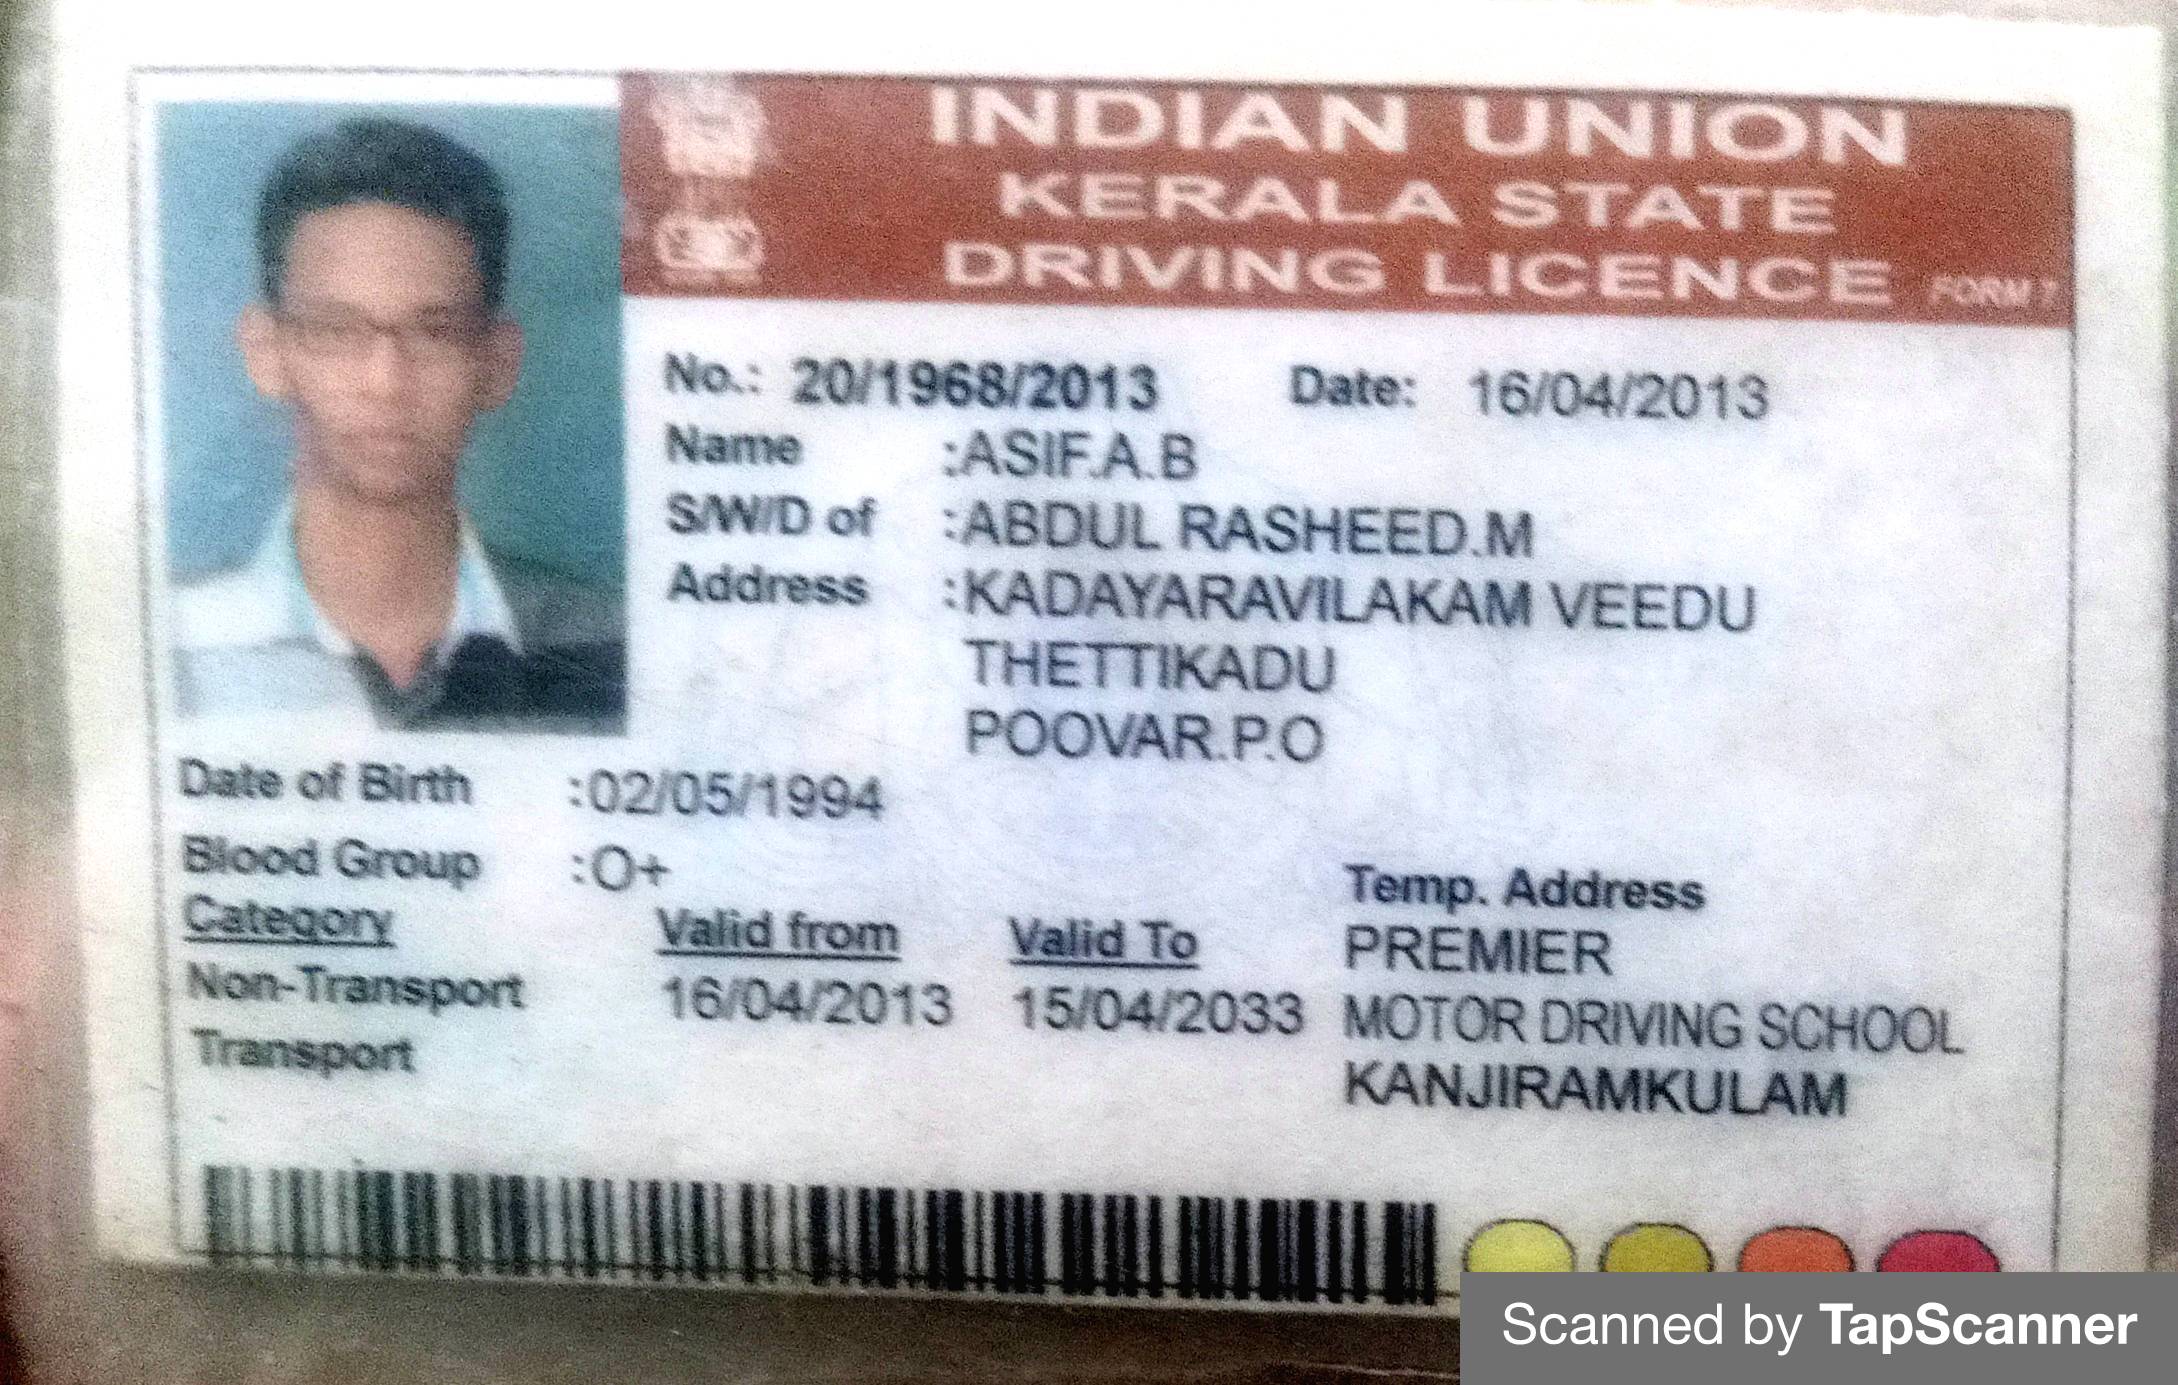 INDIAN UNION
KERALA STATE
DRIVING LICENCE FORM 7
No.: 20/1968/2013 Date: 16/04/2013
Name :ASIF.A.B
S/W/D of :ABDUL RASHEED.M
Address :KADAYARAVILAKAM VEEDU
THETTIKADU
POOVAR.P.O
Date of Birth :02/05/1994
Blood Group :O+
Category Valid from Valid To
Non-Transport 16/04/2013 15/04/2033
Transport
Temp. Address
PREMIER
MOTOR DRIVING SCHOOL
KANJIRAMKULAM
Scanned by TapScanner